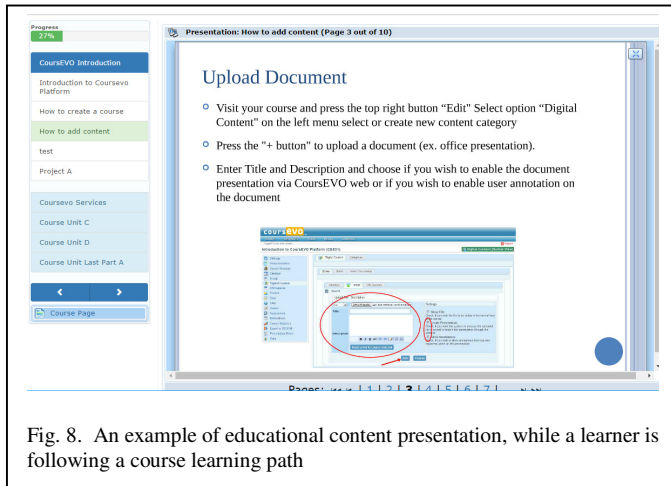 Progress
27%
CoursEVO Introduction
Introduction to Coursevo
Platform
How to create a course
How to add content
test
Project A
Coursevo Services
Course Unit C
Course Unit D
Course Unit Last Part A
Course Page
Presentation: How to add content (Page 3 out of 10)
Upload Document
Visit your course and press the top right button “Edit” Select option “Digital
Content” on the left menu select or create new content category
Press the "+ button" to upload a document (ex. office presentation).
Enter Title and Description and choose if you wish to enable the document
presentation via CoursEVO web or if you wish to enable user annotation on
the document
coursevo
Pages: | 1 | 2 | 3 | 4 | 5 | 6 | 7 |
Fig. 8. An example of educational content presentation, while a learner is
following a course learning path